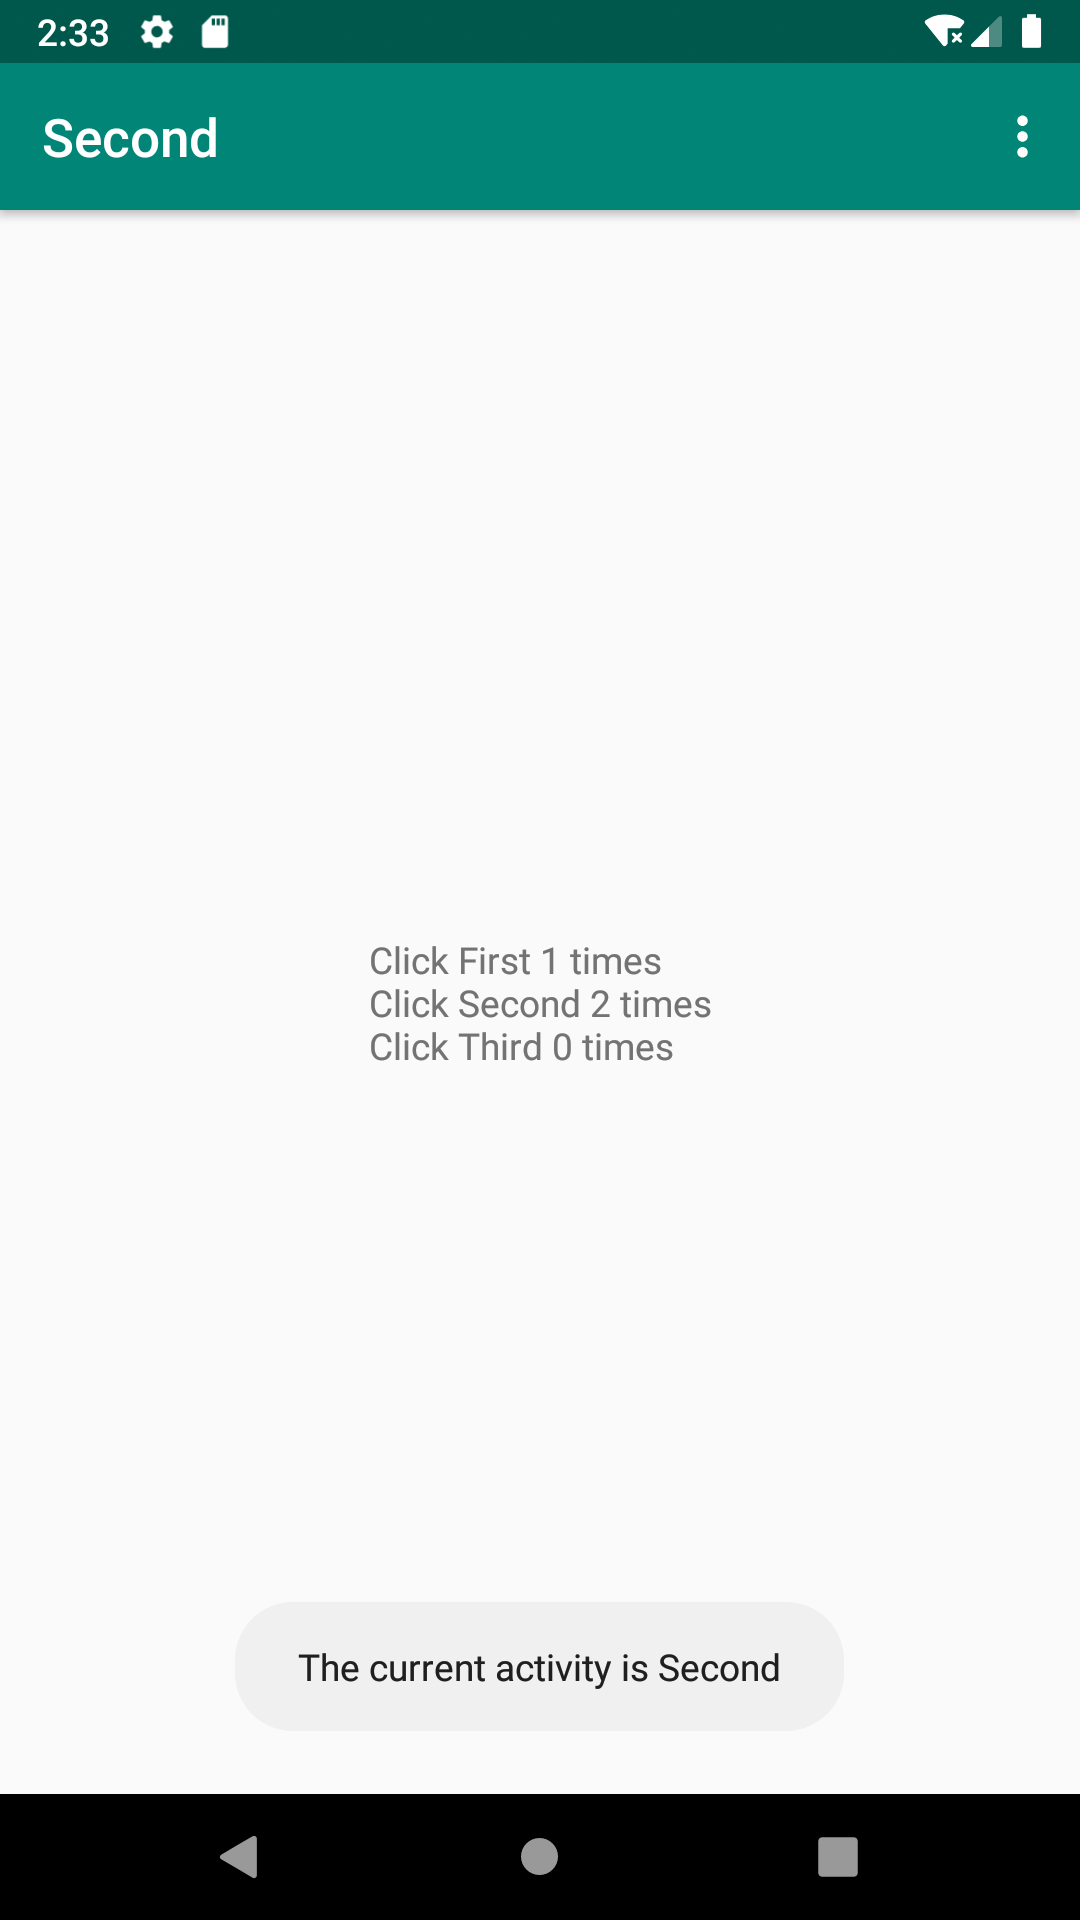 2:33
Second
Click First 1 times
Click Second 2 times
Click Third 0 times
The current activity is Second